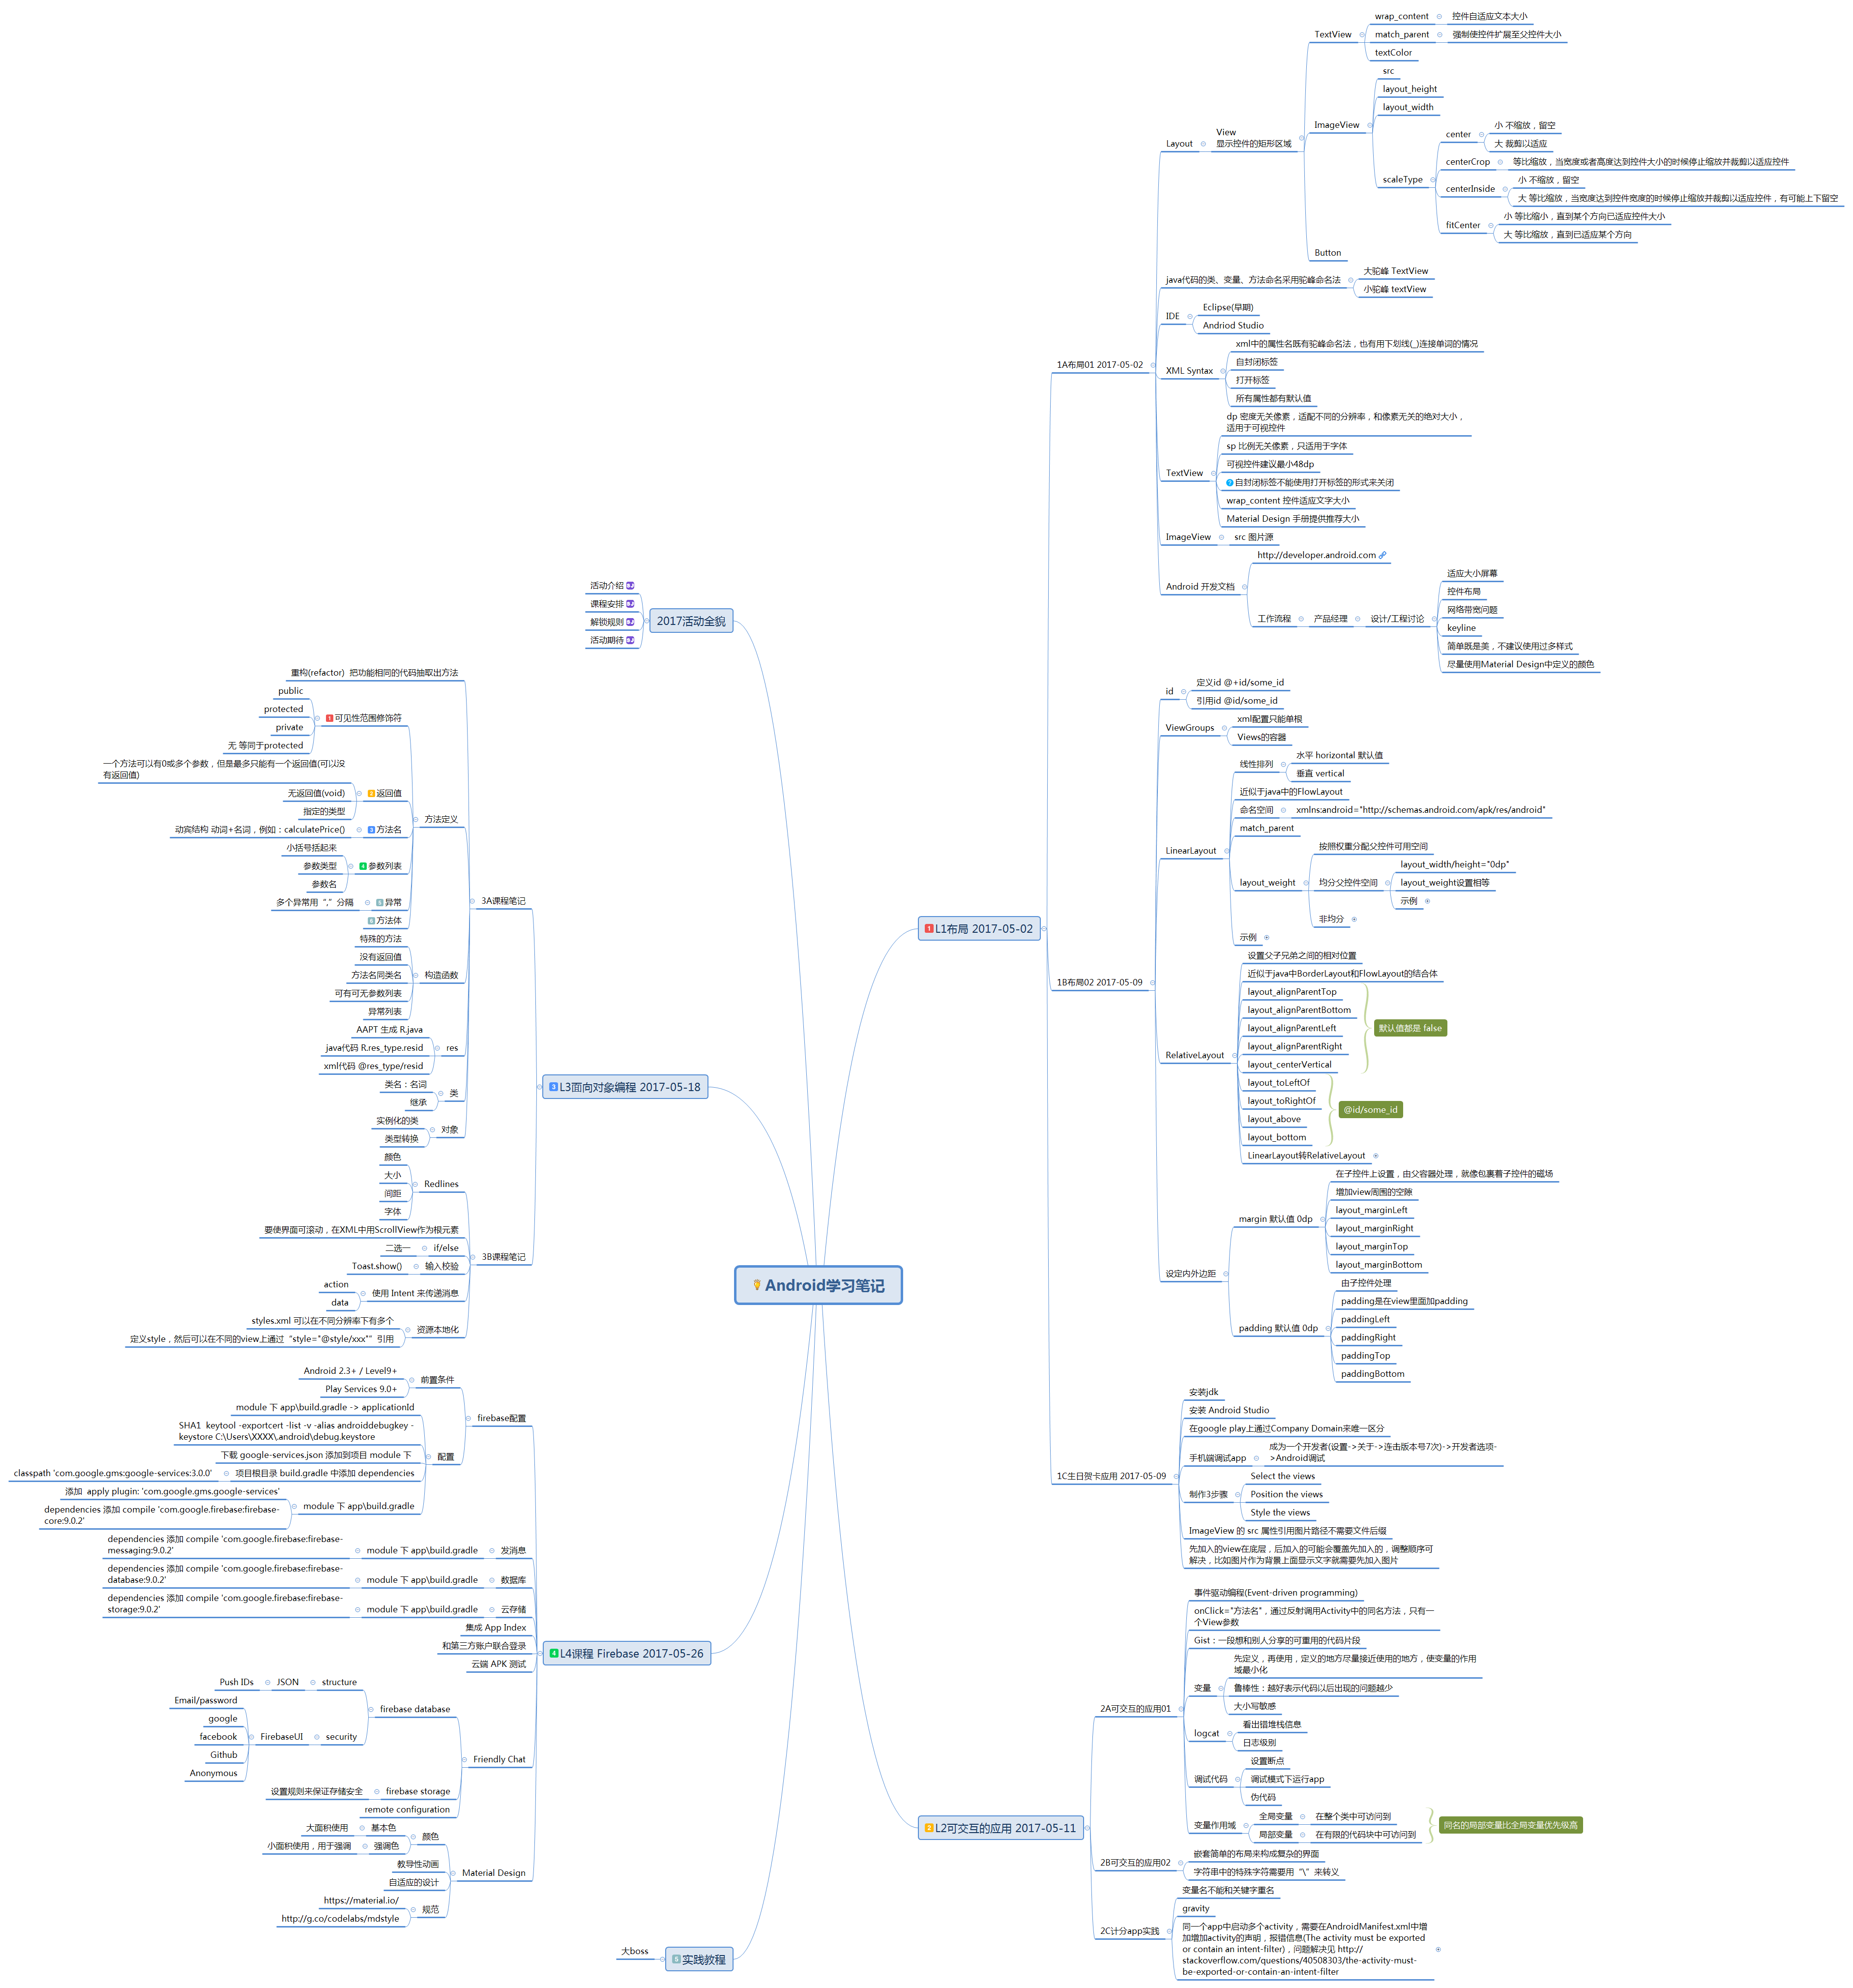 Android学习笔记
L1布局 2017-05-02
1A布局01 2017-05-02
Layout
View
显示控件的矩形区域
TextView
wrap_content
控件自适应文本大小
match_parent
强制使控件扩展至父控件大小
textColor
ImageView
src
layout_height
layout_width
scaleType
center
小 不缩放，留空
大 裁剪以适应
centerCrop
等比缩放，当宽度或者高度达到控件大小的时候停止缩放并裁剪以适应控件
centerInside
小 不缩放，留空
大 等比缩放，当宽度达到控件宽度的时候停止缩放并裁剪以适应控件，有可能上下留空
fitCenter
小 等比缩小，直到某个方向已适应控件大小
大 等比缩放，直到已适应某个方向
Button
java代码的类、变量、方法命名采用驼峰命名法
大驼峰 TextView
小驼峰 textView
IDE
Eclipse(早期)
Andriod Studio
XML Syntax
xml中的属性名既有驼峰命名法，也有用下划线(_)连接单词的情况
自封闭标签
打开标签
所有属性都有默认值
TextView
dp 密度无关像素，适配不同的分辨率，和像素无关的绝对大小，
适用于可视控件
sp 比例无关像素，只适用于字体
可视控件建议最小48dp
自封闭标签不能使用打开标签的形式来关闭
wrap_content 控件适应文字大小
Material Design 手册提供推荐大小
ImageView
src 图片源
Android 开发文档
http://developer.android.com
工作流程
产品经理
设计/工程讨论
适应大小屏幕
控件布局
网络带宽问题
keyline
简单既是美，不建议使用过多样式
尽量使用Material Design中定义的颜色
1B布局02 2017-05-09
id
定义id @+id/some_id
引用id @id/some_id
ViewGroups
xml配置只能单根
Views的容器
LinearLayout
线性排列
水平 horizontal 默认值
垂直 vertical
近似于java中的FlowLayout
命名空间
xmlns:android="http://schemas.android.com/apk/res/android"
match_parent
layout_weight
按照权重分配父控件可用空间
均分父控件空间
layout_width/height="0dp"
layout_weight设置相等
示例
非均分
示例
RelativeLayout
设置父子兄弟之间的相对位置
近似于java中BorderLayout和FlowLayout的结合体
layout_alignParentTop
layout_alignParentBottom
layout_alignParentLeft
layout_alignParentRight
layout_centerVertical
默认值都是 false
layout_toLeftOf
layout_toRightOf
layout_above
layout_bottom
@id/some_id
LinearLayout转RelativeLayout
设定内外边距
margin 默认值 0dp
在子控件上设置，由父容器处理，就像包裹着子控件的磁场
增加view周围的空隙
layout_marginLeft
layout_marginRight
layout_marginTop
layout_marginBottom
padding 默认值 0dp
由子控件处理
padding是在view里面加padding
paddingLeft
paddingRight
paddingTop
paddingBottom
1C生日贺卡应用 2017-05-09
安装jdk
安装 Android Studio
在google play上通过Company Domain来唯一区分
手机端调试app
成为一个开发者(设置->关于->连击版本号7次)->开发者选项-
>Android调试
制作3步骤
Select the views
Position the views
Style the views
ImageView 的 src 属性引用图片路径不需要文件后缀
先加入的view在底层，后加入的可能会覆盖先加入的，调整顺序可
解决，比如图片作为背景上面显示文字就需要先加入图片
L2可交互的应用 2017-05-11
2A可交互的应用01
事件驱动编程(Event-driven programming)
onClick="方法名"，通过反射调用Activity中的同名方法，只有一
个View参数
Gist：一段想和别人分享的可重用的代码片段
变量
先定义，再使用，定义的地方尽量接近使用的地方，使变量的作用
域最小化
鲁棒性：越好表示代码以后出现的问题越少
大小写敏感
logcat
看出错堆栈信息
日志级别
调试代码
设置断点
调试模式下运行app
伪代码
变量作用域
全局变量
在整个类中可访问到
局部变量
在有限的代码块中可访问到
同名的局部变量比全局变量优先级高
2B可交互的应用02
嵌套简单的布局来构成复杂的界面
字符串中的特殊字符需要用“\”来转义
2C计分app实践
变量名不能和关键字重名
gravity
同一个app中启动多个activity，需要在AndroidManifest.xml中增
加增加activity的声明，报错信息(The activity must be exported
or contain an intent-filter)，问题解决见 http://
stackoverflow.com/questions/40508303/the-activity-must-
be-exported-or-contain-an-intent-filter
2017活动全貌
活动介绍
课程安排
解锁规则
活动期待
L3面向对象编程 2017-05-18
3A课程笔记
重构(refactor) 把功能相同的代码抽取出方法
方法定义
可见性范围修饰符
public
protected
private
无 等同于protected
返回值
一个方法可以有0或多个参数，但是最多只能有一个返回值(可以没
有返回值)
无返回值(void)
指定的类型
方法名
动宾结构 动词+名词，例如：calculatePrice()
参数列表
小括号括起来
参数类型
参数名
异常
多个异常用“,”分隔
方法体
构造函数
特殊的方法
没有返回值
方法名同类名
可有可无参数列表
异常列表
res
AAPT 生成 R.java
java代码 R.res_type.resid
xml代码 @res_type/resid
类
类名：名词
继承
对象
实例化的类
类型转换
3B课程笔记
Redlines
颜色
大小
间距
字体
要使界面可滚动，在XML中用ScrollView作为根元素
if/else
二选一
输入校验
Toast.show()
使用 Intent 来传递消息
action
data
资源本地化
styles.xml 可以在不同分辨率下有多个
定义style，然后可以在不同的view上通过“style="@style/xxx"”引用
L4课程 Firebase 2017-05-26
firebase配置
前置条件
Android 2.3+ / Level9+
Play Services 9.0+
配置
module 下 app\build.gradle -> applicationId
SHA1 keytool -exportcert -list -v -alias androiddebugkey -
keystore C:\Users\XXXX\.android\debug.keystore
下载 google-services.json 添加到项目 module 下
项目根目录 build.gradle 中添加 dependencies
classpath 'com.google.gms:google-services:3.0.0'
module 下 app\build.gradle
添加 apply plugin: 'com.google.gms.google-services'
dependencies 添加 compile 'com.google.firebase:firebase-
core:9.0.2'
发消息
module 下 app\build.gradle
dependencies 添加 compile 'com.google.firebase:firebase-
messaging:9.0.2'
数据库
module 下 app\build.gradle
dependencies 添加 compile 'com.google.firebase:firebase-
database:9.0.2'
云存储
module 下 app\build.gradle
dependencies 添加 compile 'com.google.firebase:firebase-
storage:9.0.2'
集成 App Index
和第三方账户联合登录
云端 APK 测试
Friendly Chat
firebase database
structure
JSON
Push IDs
security
FirebaseUI
Email/password
google
facebook
Github
Anonymous
firebase storage
设置规则来保证存储安全
remote configuration
Material Design
颜色
基本色
大面积使用
强调色
小面积使用，用于强调
教导性动画
自适应的设计
规范
https://material.io/
http://g.co/codelabs/mdstyle
实践教程
大boss